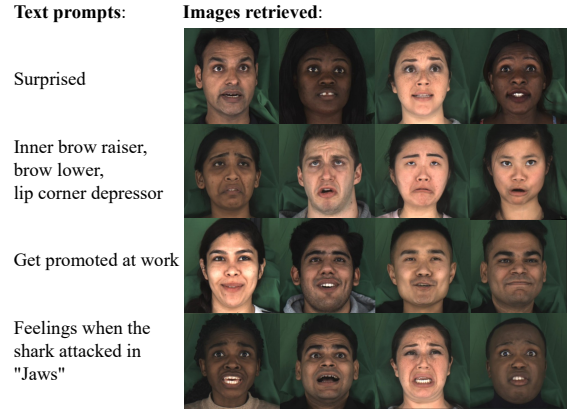 Text prompts: Images retrieved:
Surprised
Inner brow raiser,
brow lower,
lip corner depressor
Get promoted at work
Feelings when the
shark attacked in
"Jaws"